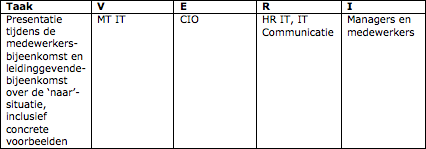 Taak V E R I
Presentatie MT IT CIO HR IT, IT Managers en
tijdens de Communicatie medewerkers
medewerkers-
bijeenkomst en
leidinggevende-
bijeenkomst
over de ‘naar’-
situatie,
inclusief
concrete
voorbeelden